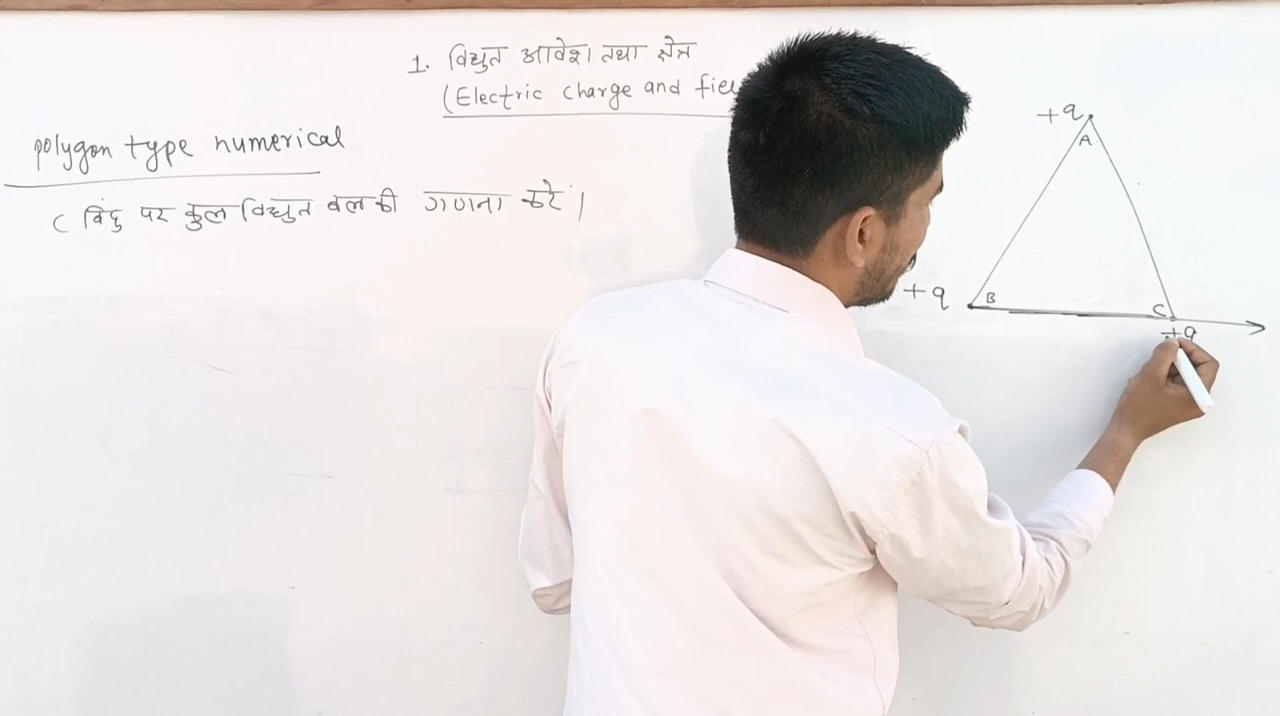 1. विद्युत आवेश तथा क्षेत्र
(Electric charge and fie
polygon type numerical
C बिंदु पर कुल विद्युत बल की गणना करें।
+q
A
+q
B
C
+q